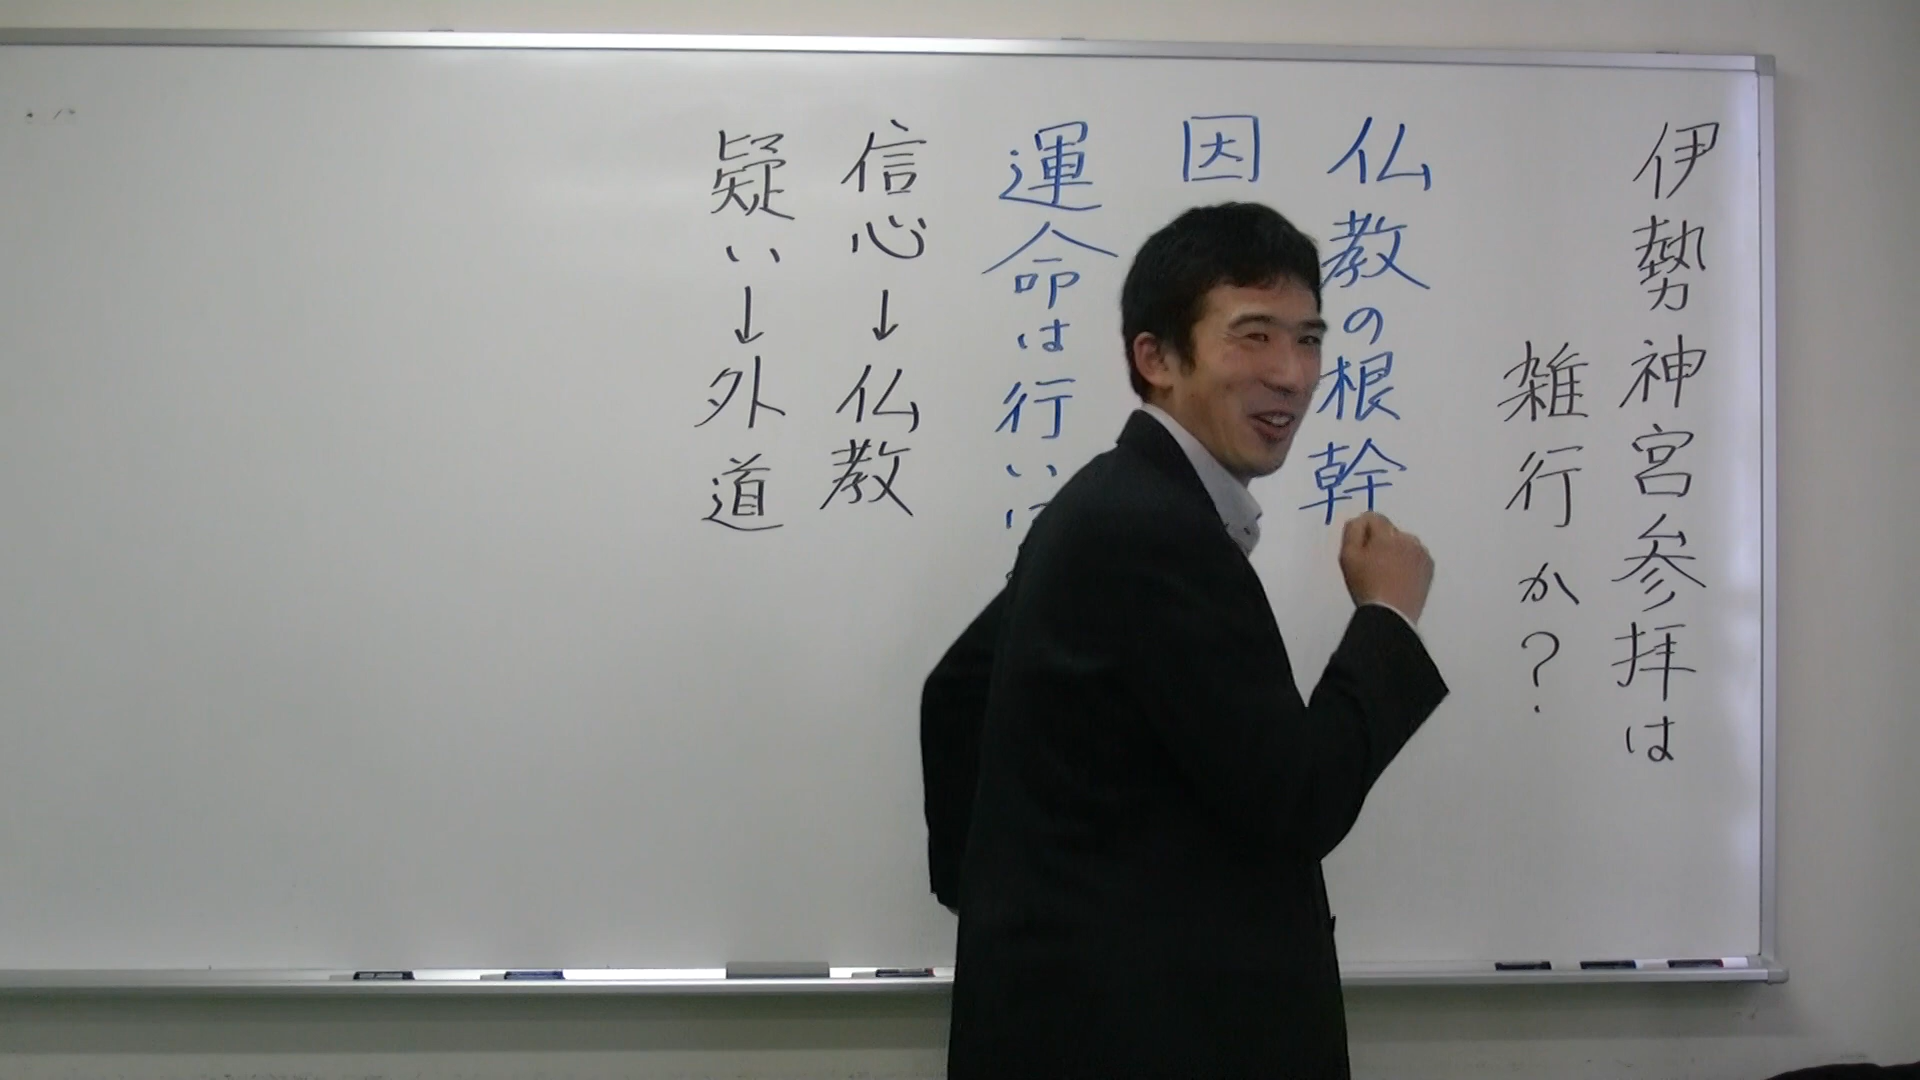 伊勢神宮参拝は
雑行か?
仏教の根幹
因
運命は行い
信心→仏教
疑い→外道